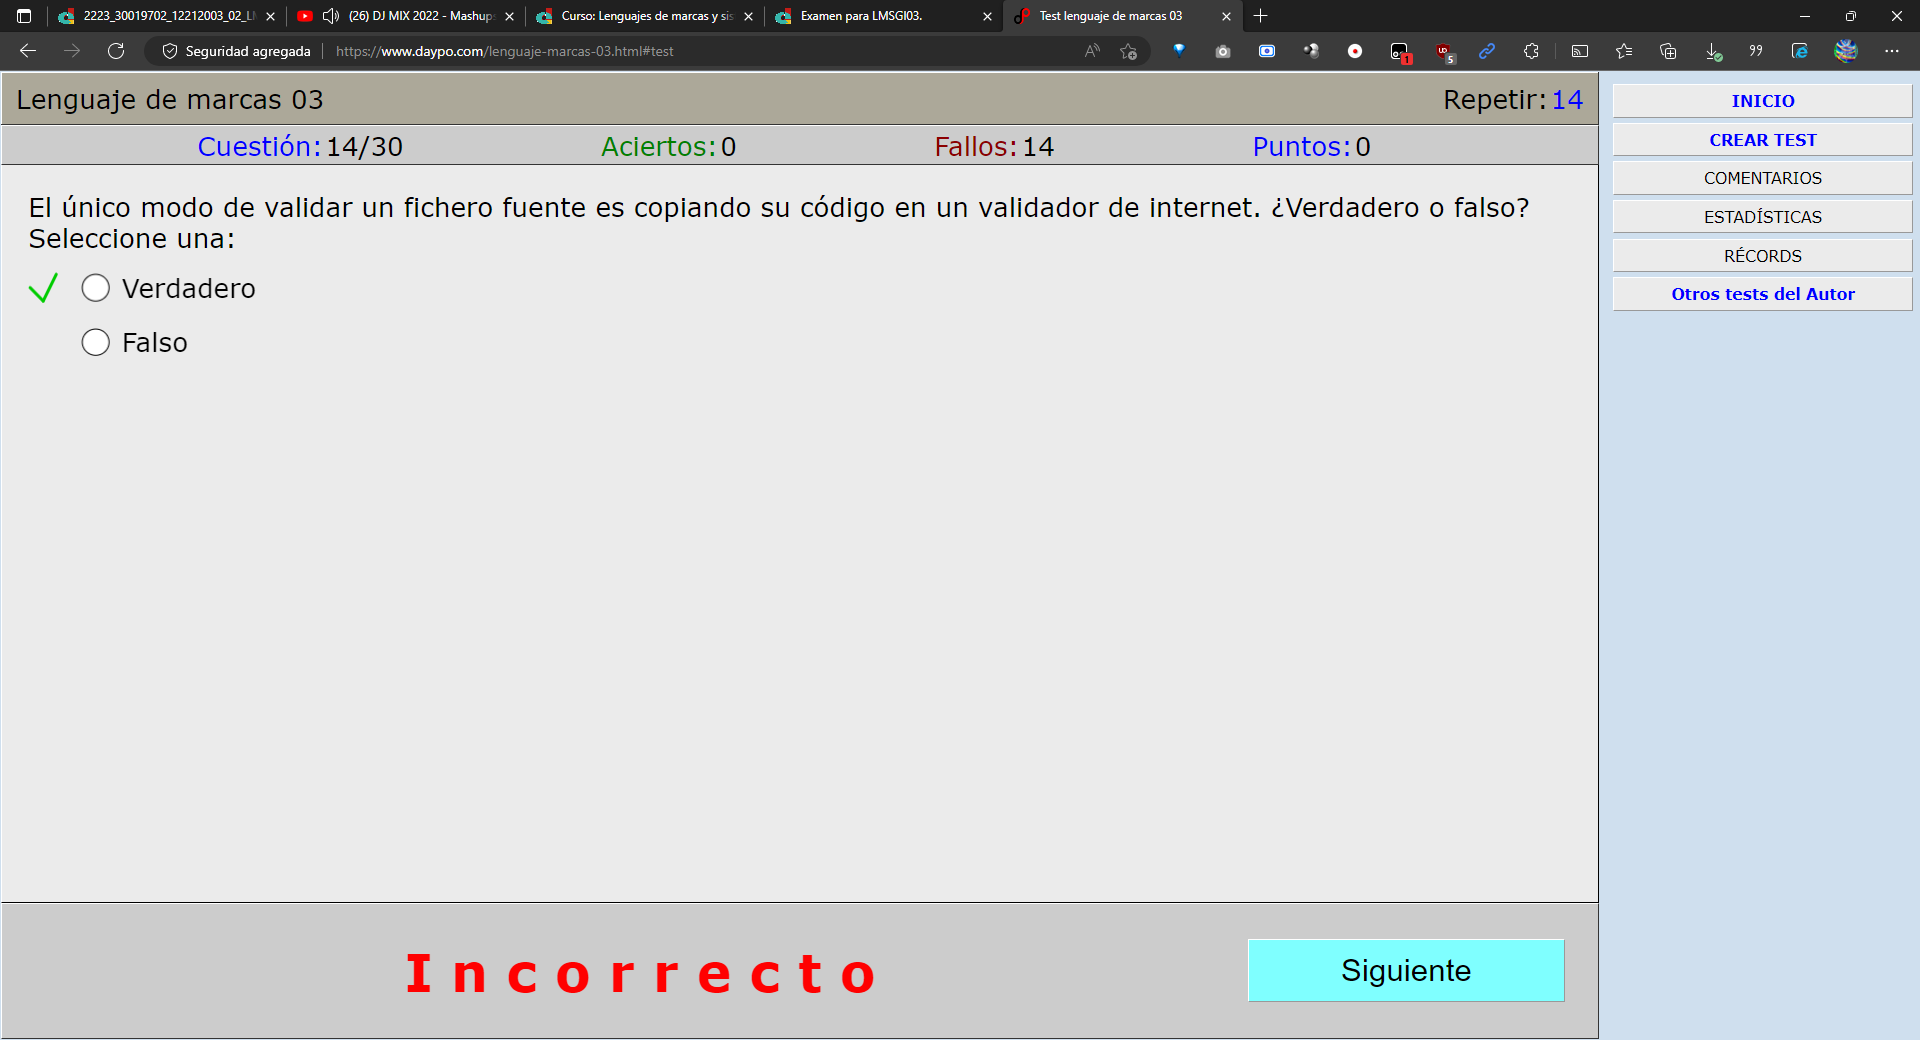 2223_30019702_12212003_02_L
(26) DJ MIX 2022 - Mashup
Curso: Lenguajes de marcas y si
Examen para LMSGI03.
Test lenguaje de marcas 03
Seguridad agregada
https://www.daypo.com/lenguaje-marcas-03.html#test
1
5
Lenguaje de marcas 03
Repetir:14
Cuestión:14/30
Aciertos:0
Fallos:14
Puntos:0
El único modo de validar un fichero fuente es copiando su código en un validador de internet. ¿Verdadero o falso?
Seleccione una:
Verdadero
Falso
Incorrecto
Siguiente
INICIO
CREAR TEST
COMENTARIOS
ESTADÍSTICAS
RÉCORDS
Otros tests del Autor